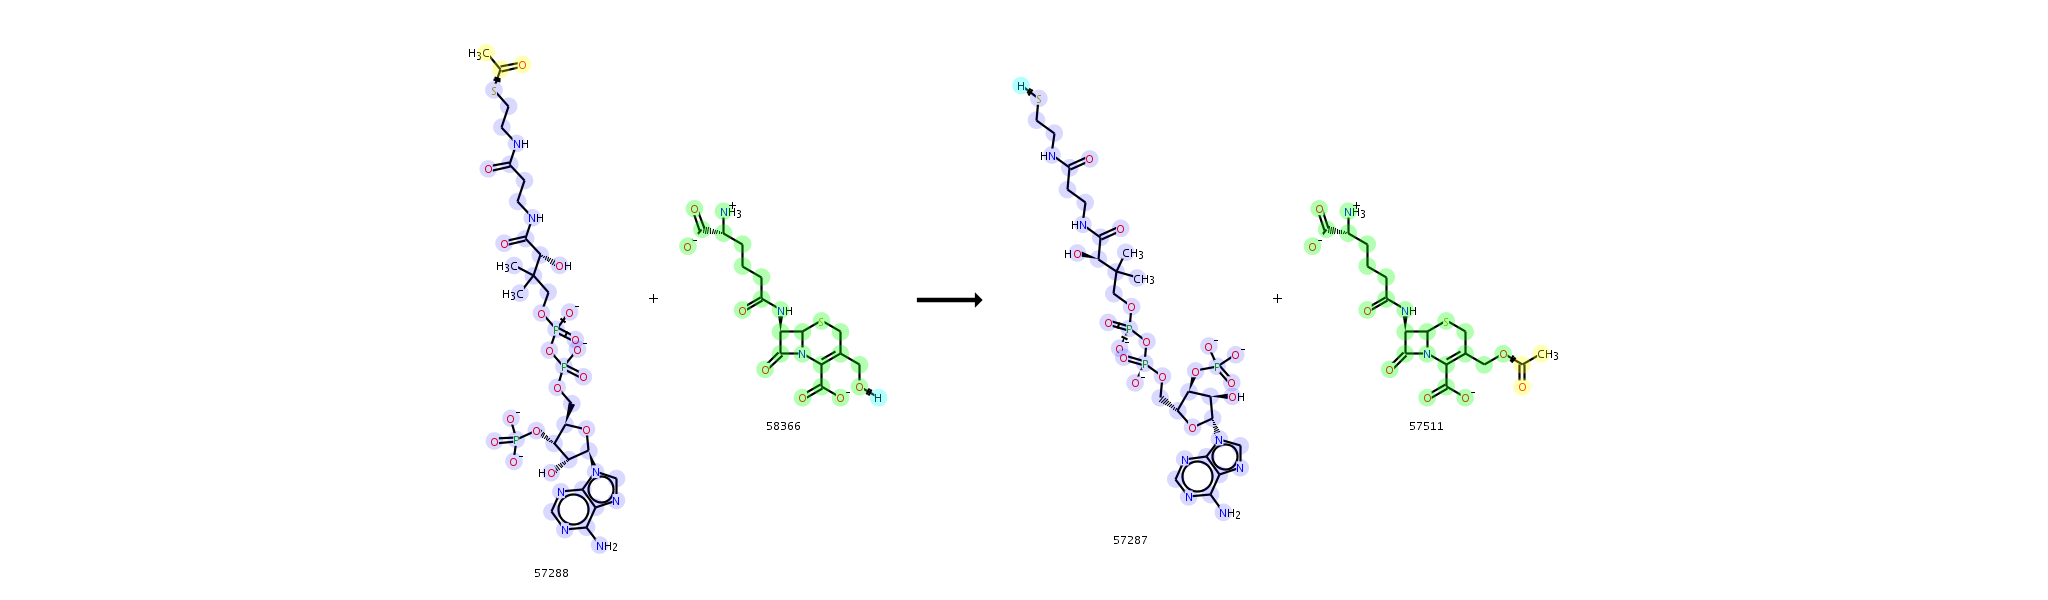 H3C
O
S
NH
O
NH
O
OH
H3C
H3C
O
O-
P
O
O
O-
P
O
O
O-
O
P
O
O-
O
HO
N
N
N
N
NH2
57288
+
O
O-
NH3+
O
NH
S
O
N
O
O-
O
H
58366
H
S
HN
O
HN
O
HO
CH3
CH3
O
O
P
O-
O
O
P
O-
O
O-
O-
O
P
O
OH
O
N
N
N
N
NH2
57287
+
O
O-
NH3+
O
NH
S
O
N
O
O-
O
CH3
O
57511